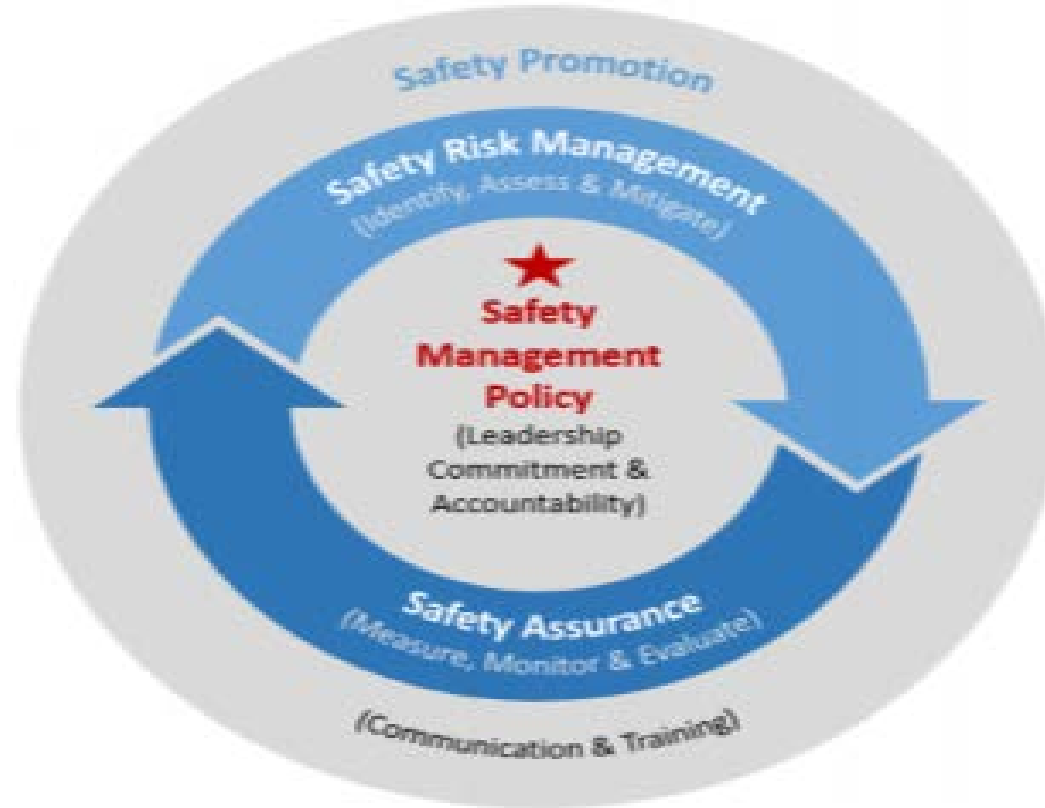 Safety Promotion
Safety Risk Management
(Identify, Assess & Mitigate)
Safety
Management
Policy
(Leadership
Commitment &
Accountability)
Safety Assurance
(Measure, Monitor & Evaluate)
(Communication & Training)